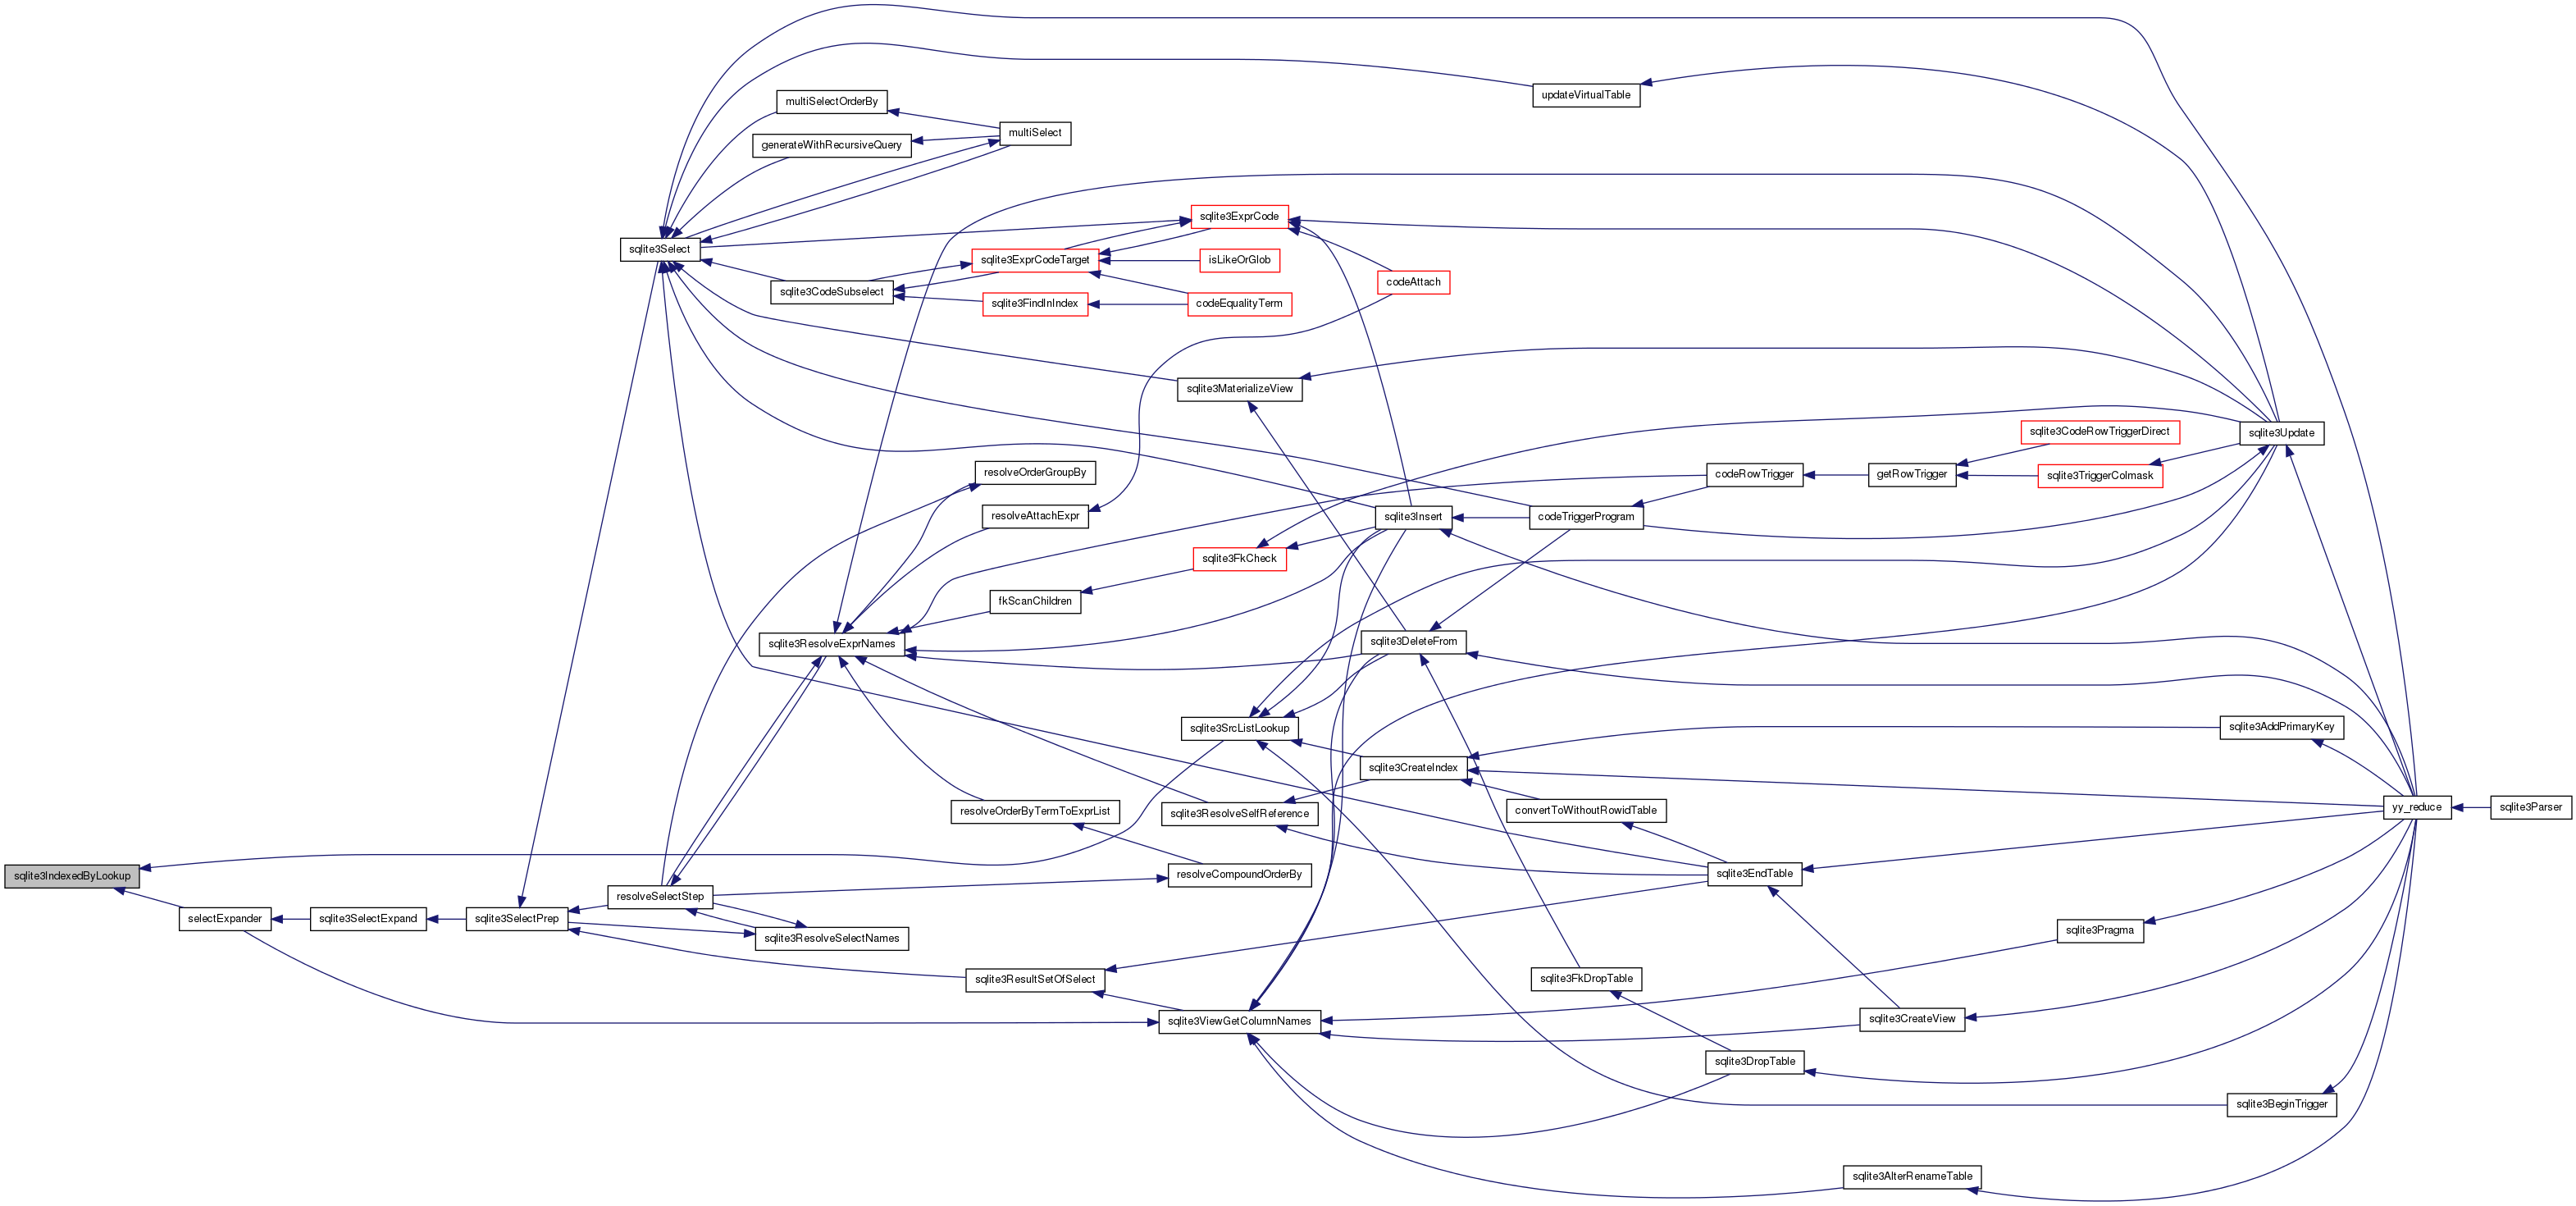 sqlite3IndexedByLookup
selectExpander
sqlite3SelectExpand
sqlite3SelectPrep
sqlite3Select
resolveSelectStep
multiSelectOrderBy
generateWithRecursiveQuery
sqlite3CodeSubselect
sqlite3ResolveExprNames
sqlite3ResolveSelectNames
multiSelect
sqlite3ExprCodeTarget
sqlite3FindInIndex
resolveOrderGroupBy
resolveAttachExpr
fkScanChildren
resolveOrderByTermToExprList
sqlite3ResultSetOfSelect
sqlite3ExprCode
isLikeOrGlob
codeEqualityTerm
sqlite3MaterializeView
sqlite3FkCheck
sqlite3SrcListLookup
sqlite3ResolveSelfReference
resolveCompoundOrderBy
sqlite3ViewGetColumnNames
codeAttach
sqlite3Insert
sqlite3DeleteFrom
sqlite3CreateIndex
updateVirtualTable
codeTriggerProgram
sqlite3AddPrimaryKey
convertToWithoutRowidTable
sqlite3FkDropTable
codeRowTrigger
sqlite3EndTable
sqlite3DropTable
getRowTrigger
sqlite3CreateView
sqlite3AlterRenameTable
sqlite3CodeRowTriggerDirect
sqlite3TriggerColmask
sqlite3Pragma
sqlite3Update
sqlite3BeginTrigger
yy_reduce
sqlite3Parser